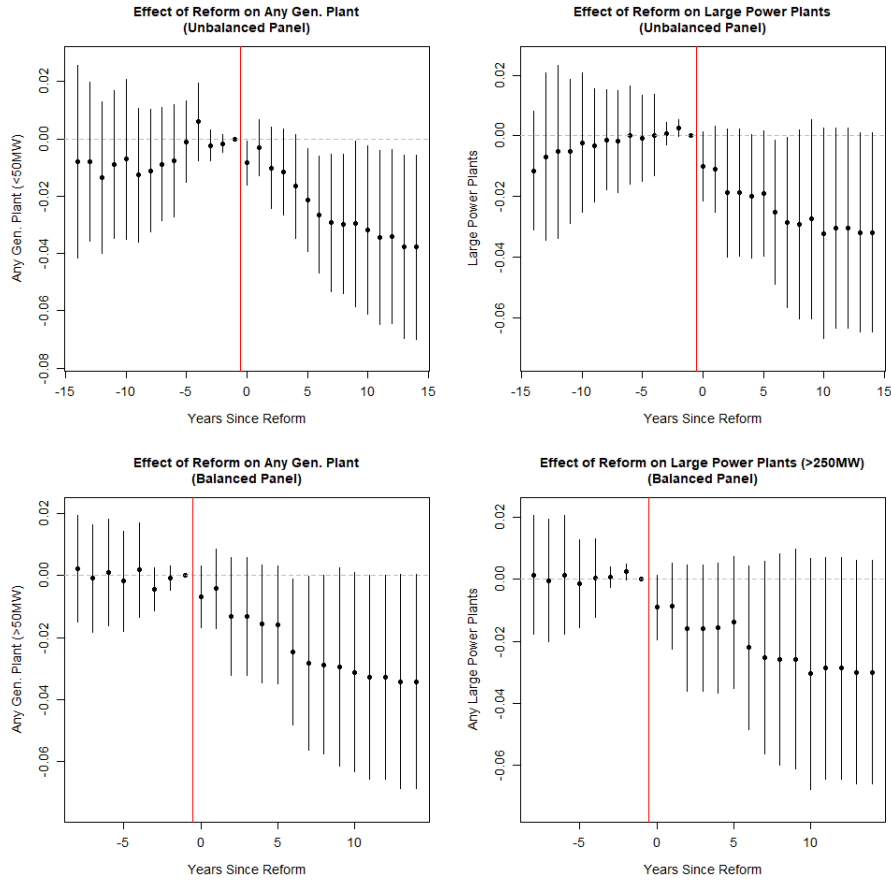 Effect of Reform on Any Gen. Plant
(Unbalanced Panel)
Any Gen. Plant (<50MW)
0.02
0.00
-0.02
-0.04
-0.06
-0.08
-15
-10
-5
0
5
10
15
Years Since Reform
Effect of Reform on Large Power Plants
(Unbalanced Panel)
Large Power Plants
0.02
0.00
-0.02
-0.04
-0.06
-15
-10
-5
0
5
10
15
Years Since Reform
Effect of Reform on Any Gen. Plant
(Balanced Panel)
Any Gen. Plant (>50MW)
0.02
0.00
-0.02
-0.04
-0.06
-5
0
5
10
Years Since Reform
Effect of Reform on Large Power Plants (>250MW)
(Balanced Panel)
Any Large Power Plants
0.02
0.00
-0.02
-0.04
-0.06
-5
0
5
10
Years Since Reform